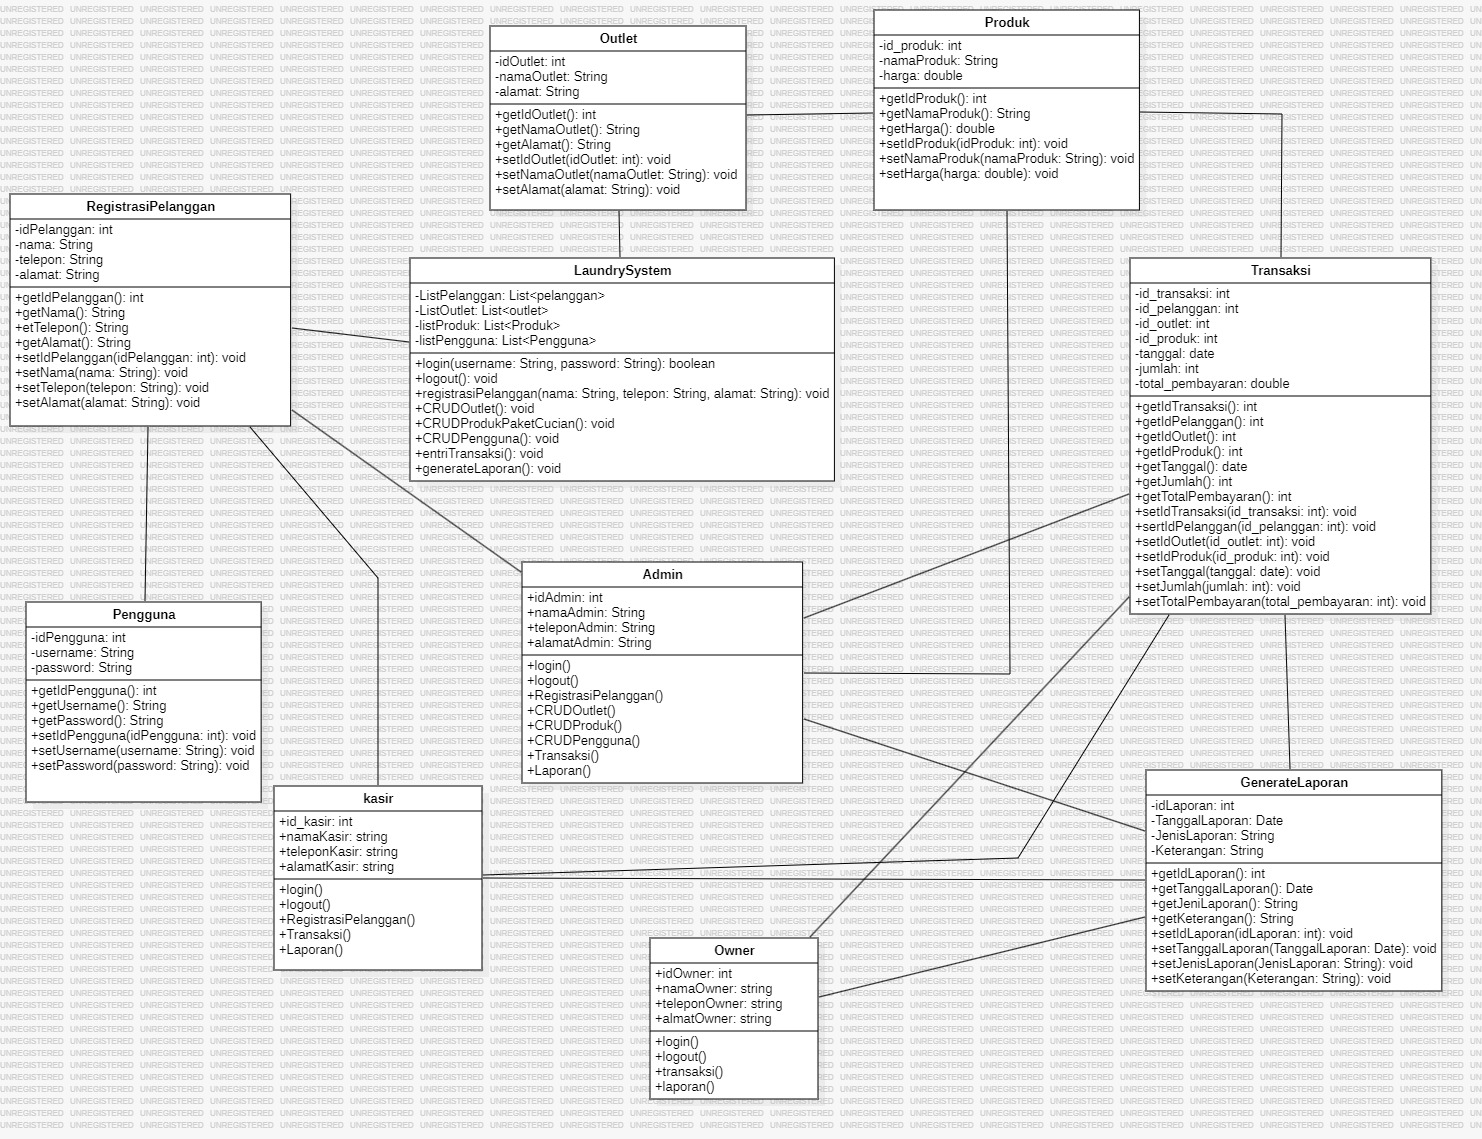 Outlet
-idOutlet: int
-namaOutlet: String
-alamat: String
+getIdOutlet(): int
+getNamaOutlet(): String
+getAlamat(): String
+setIdOutlet(idOutlet: int): void
+setNamaOutlet(namaOutlet: String): void
+setAlamat(alamat: String): void
Produk
-id_produk: int
-namaProduk: String
-harga: double
+getIdProduk(): int
+getNamaProduk(): String
+getHarga(): double
+setIdProduk(idProduk: int): void
+setNamaProduk(namaProduk: String): void
+setHarga(harga: double): void
RegistrasiPelanggan
-idPelanggan: int
-nama: String
-telepon: String
-alamat: String
+getIdPelanggan(): int
+getNama(): String
+etTelepon(): String
+getAlamat(): String
+setIdPelanggan(idPelanggan: int): void
+setNama(nama: String): void
+setTelepon(telepon: String): void
+setAlamat(alamat: String): void
LaundrySystem
-ListPelanggan: List<pelanggan>
-ListOutlet: List<outlet>
-listProduk: List<Produk>
-listPengguna: List<Pengguna>
+login(username: String, password: String): boolean
+logout(): void
+registrasiPelanggan(nama: String, telepon: String, alamat: String): void
+CRUDOutlet(): void
+CRUDProdukPaketCucian(): void
+CRUDPengguna(): void
+entriTransaksi(): void
+generateLaporan(): void
Transaksi
-id_transaksi: int
-id_pelanggan: int
-id_outlet: int
-id_produk: int
-tanggal: date
-jumlah: int
-total_pembayaran: double
+getIdTransaksi(): int
+getIdPelanggan(): int
+getIdOutlet(): int
+getIdProduk(): int
+getTanggal(): date
+getJumlah(): int
+getTotalPembayaran(): int
+setIdTransaksi(id_transaksi: int): void
+sertIdPelanggan(id_pelanggan: int): void
+setIdOutlet(id_outlet: int): void
+setIdProduk(id_produk: int): void
+setTanggal(tanggal: date): void
+setJumlah(jumlah: int): void
+setTotalPembayaran(total_pembayaran: int): void
Admin
+idAdmin: int
+namaAdmin: String
+teleponAdmin: String
+alamatAdmin: String
+login()
+logout()
+RegistrasiPelanggan()
+CRUDOutlet()
+CRUDProduk()
+CRUDPengguna()
+Transaksi()
+Laporan()
Pengguna
-idPengguna: int
-username: String
-password: String
+getIdPengguna(): int
+getUsername(): String
+getPassword(): String
+setIdPengguna(idPengguna: int): void
+setUsername(username: String): void
+setPassword(password: String): void
kasir
+id_kasir: int
+namaKasir: string
+teleponKasir: string
+alamatKasir: string
+login()
+logout()
+RegistrasiPelanggan()
+Transaksi()
+Laporan()
GenerateLaporan
-idLaporan: int
-TanggalLaporan: Date
-JenisLaporan: String
-Keterangan: String
+getIdLaporan(): int
+getTanggalLaporan(): Date
+getJeniLaporan(): String
+getKeterangan(): String
+setIdLaporan(idLaporan: int): void
+setTanggalLaporan(TanggalLaporan: Date): void
+setJenisLaporan(JenisLaporan: String): void
+setKeterangan(Keterangan: String): void
Owner
+idOwner: int
+namaOwner: string
+teleponOwner: string
+almatOwner: string
+login()
+logout()
+transaksi()
+laporan()
UNREGISTERED